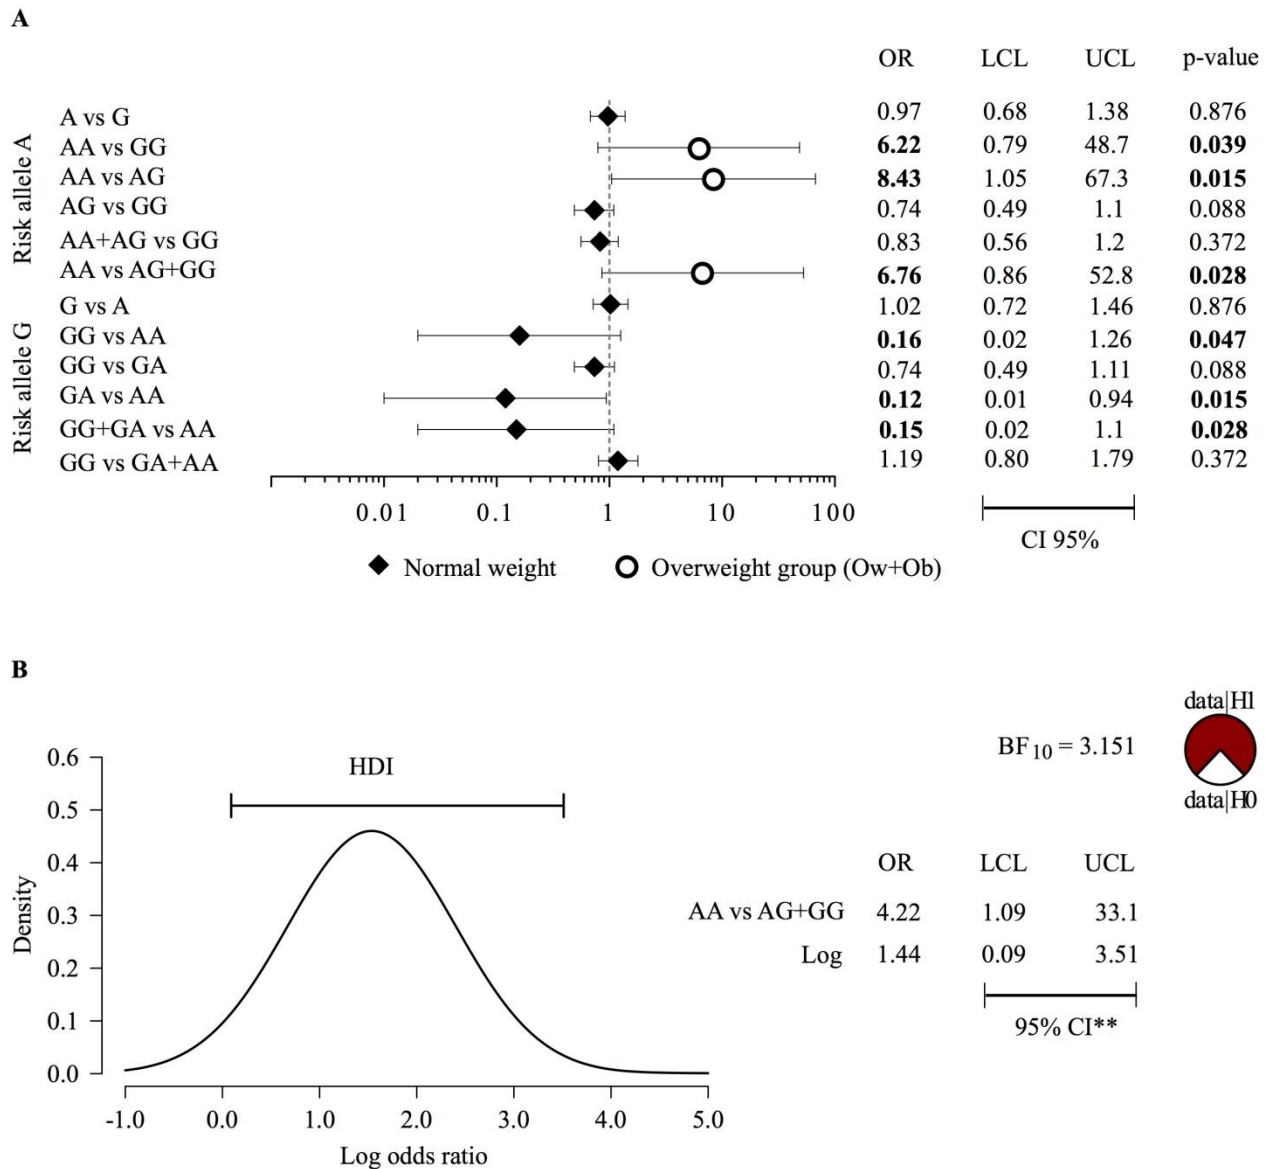 A
OR LCL UCL p-value
Risk allele A
A vs G 0.97 0.68 1.38 0.876
AA vs GG 6.22 0.79 48.7 0.039
AA vs AG 8.43 1.05 67.3 0.015
AG vs GG 0.74 0.49 1.1 0.088
AA+AG vs GG 0.83 0.56 1.2 0.372
AA vs AG+GG 6.76 0.86 52.8 0.028
Risk allele G
G vs A 1.02 0.72 1.46 0.876
GG vs AA 0.16 0.02 1.26 0.047
GG vs GA 0.74 0.49 1.11 0.088
GA vs AA 0.12 0.01 0.94 0.015
GG+GA vs AA 0.15 0.02 1.1 0.028
GG vs GA+AA 1.19 0.80 1.79 0.372
0.01 0.1 1 10 100
CI 95%
Normal weight Overweight group (Ow+Ob)
B
data|H1
BF10 = 3.151
data|H0
HDI
Density
0.6
0.5
0.4
0.3
0.2
0.1
0.0
-1.0 0.0 1.0 2.0 3.0 4.0 5.0
Log odds ratio
OR LCL UCL
AA vs AG+GG 4.22 1.09 33.1
Log 1.44 0.09 3.51
95% CI**